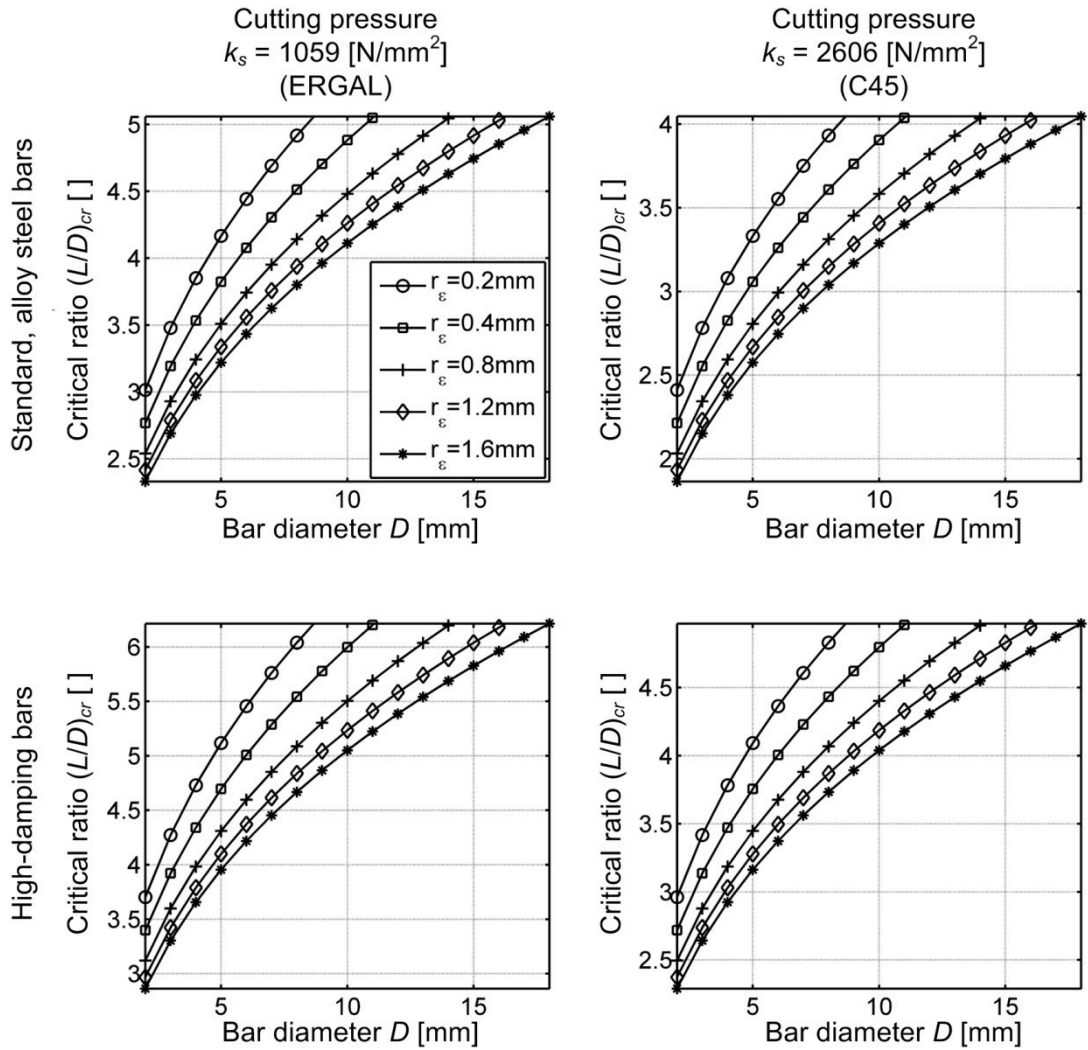 Cutting pressure
k_s = 1059 [N/mm²]
(ERGAL)
Cutting pressure
k_s = 2606 [N/mm²]
(C45)
Standard, alloy steel bars
Critical ratio (L/D)cr [ ]
5
4.5
4
3.5
3
2.5
r_ε=0.2mm
r_ε=0.4mm
r_ε=0.8mm
r_ε=1.2mm
r_ε=1.6mm
5 10 15
Bar diameter D [mm]
Critical ratio (L/D)cr [ ]
4
3.5
3
2.5
2
5 10 15
Bar diameter D [mm]
High-damping bars
Critical ratio (L/D)cr [ ]
6
5.5
5
4.5
4
3.5
3
5 10 15
Bar diameter D [mm]
Critical ratio (L/D)cr [ ]
4.5
4
3.5
3
2.5
5 10 15
Bar diameter D [mm]